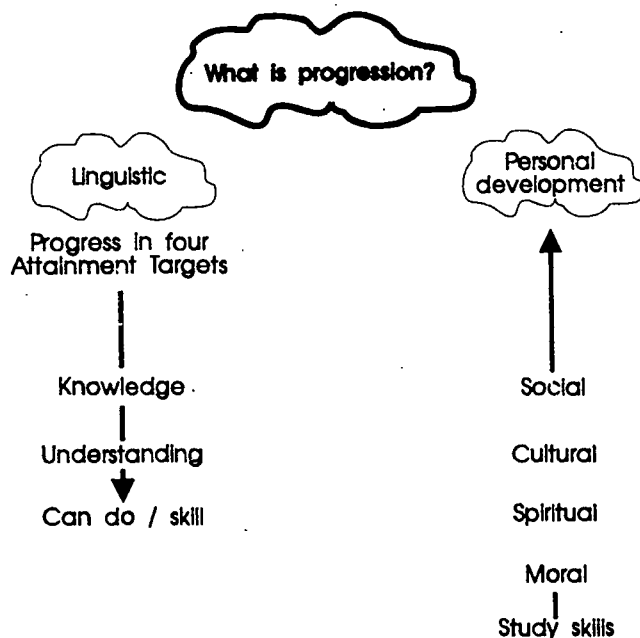 What is progression?
Linguistic
Progress in four
Attainment Targets
Knowledge
Understanding
Can do / skill
Personal
development
Social
Cultural
Spiritual
Moral
Study skills